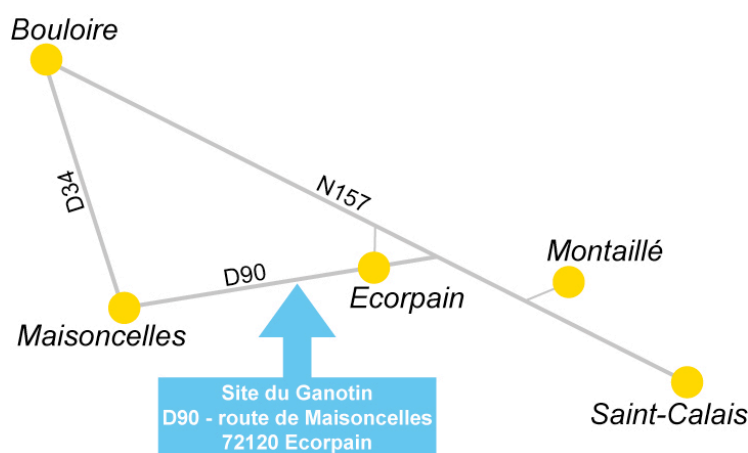 Bouloire
D34
N157
Montaillé
D90
Ecorpain
Maisoncelles
Site du Ganotin
D90 - route de Maisoncelles
72120 Ecorpain
Saint-Calais